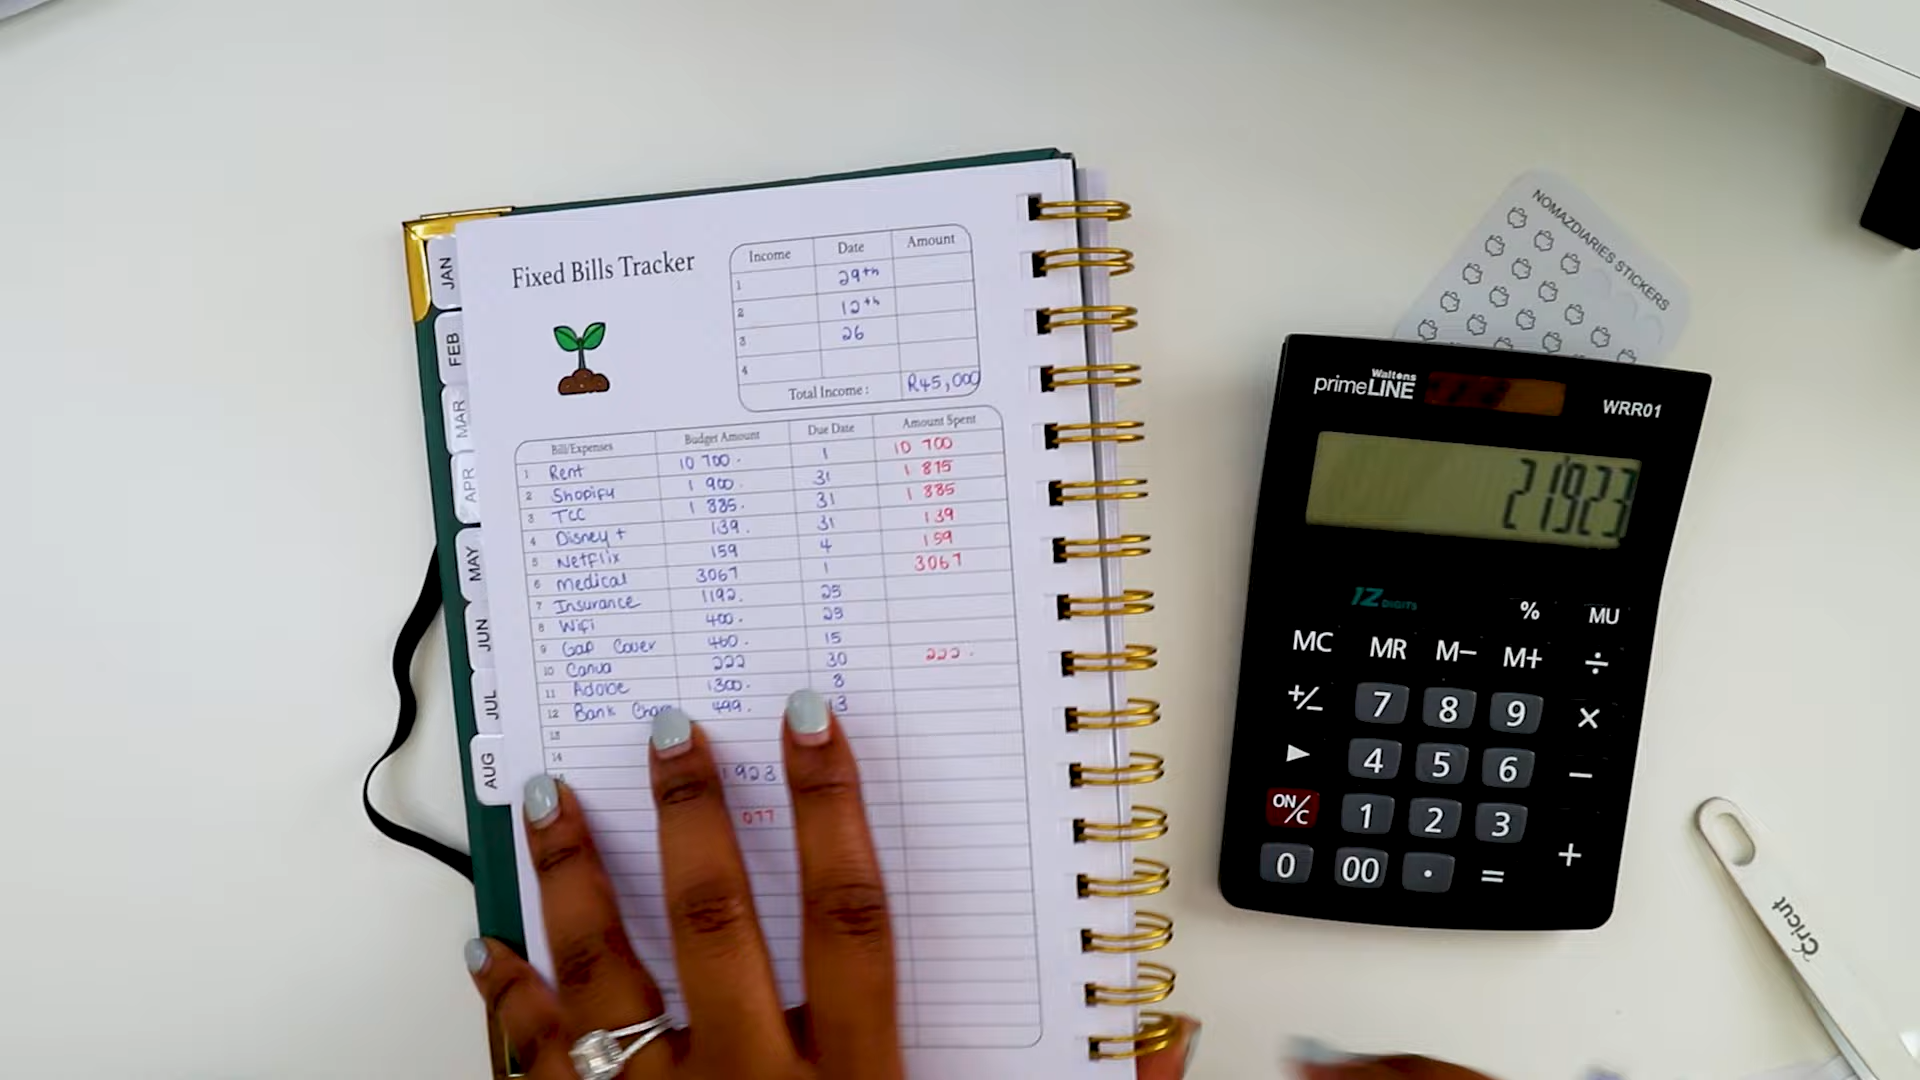 JAN
FEB
MAR
APR
MAY
JUN
JUL
AUG
Fixed Bills Tracker
Income Date Amount
1 29th
2 12th
3 26
4
Total Income: R45,000
Bill/Expenses Budget Amount Due Date Amount Spent
1 Rent 10 700. 1 10 700
2 Shopify 1 900. 31 1 875
3 TCC 1 885. 31 1 885
4 Disney + 139. 31 139
5 Netflix 159 4 159
6 Medical 3067 1 3067
7 Insurance 1192. 25
8 Wifi 400. 25
9 Gap Cover 460. 15
10 Canva 222 30 222.
11 Adobe 1300. 8
12 Bank 499. 13
13
14
1923
077
NOMAZDIARIES STICKERS
Waltons
primeLINE
WRR01
21923
12 DIGITS
% MU
MC MR M− M+ ÷
+/− 7 8 9 ×
▶ 4 5 6 −
ON/C 1 2 3 +
0 00 . =
Cricut